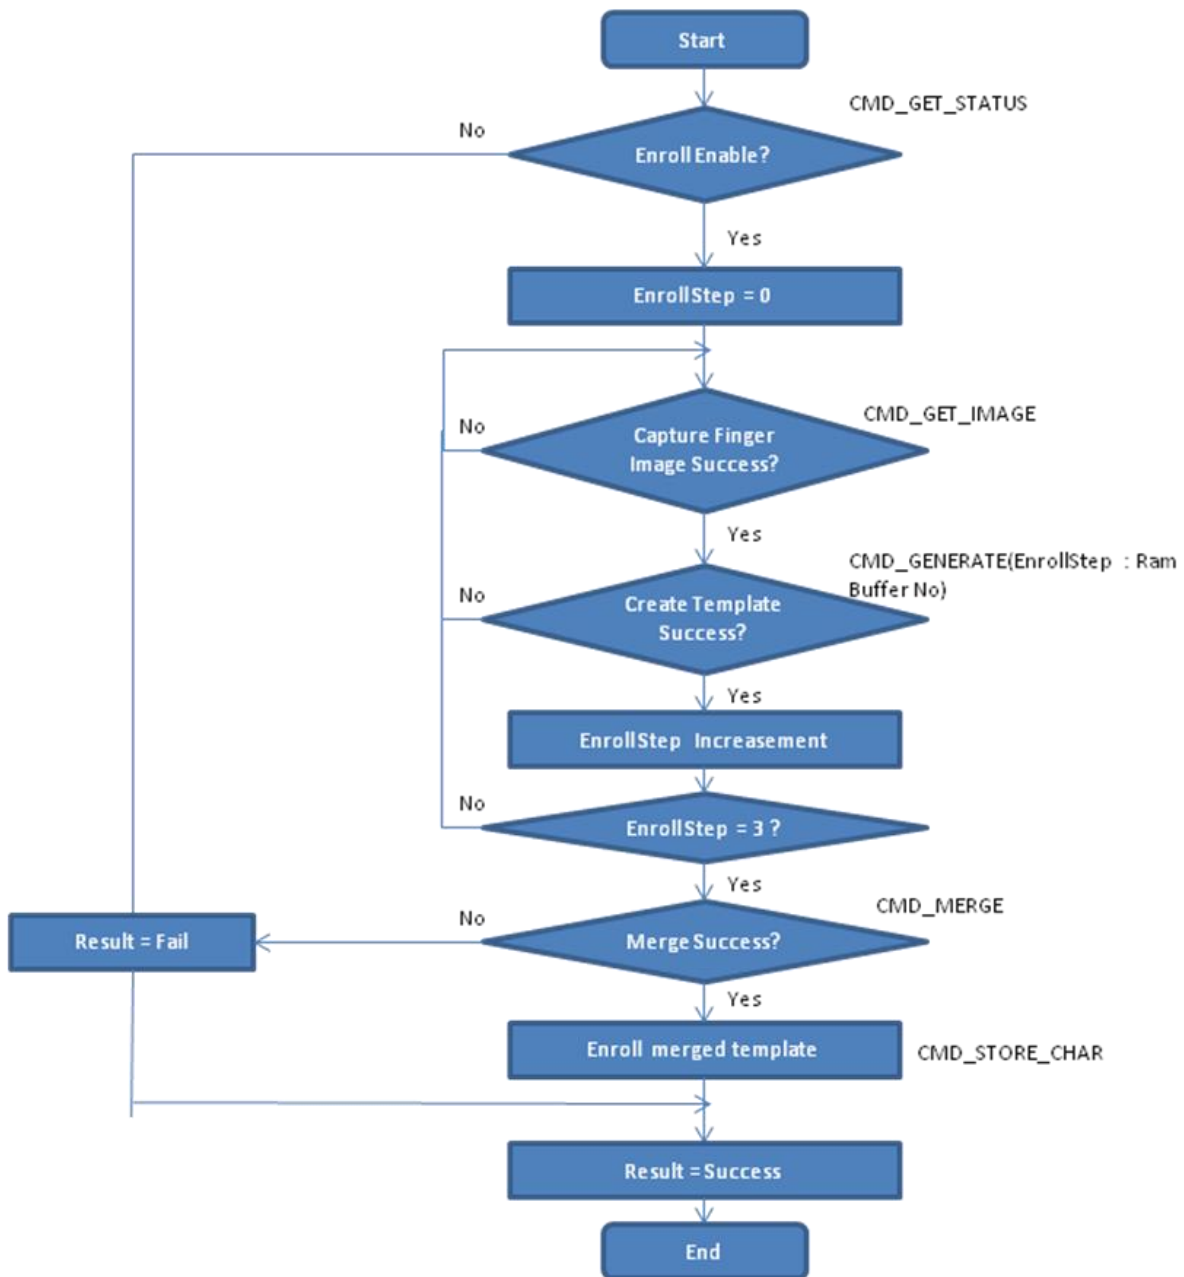 Start
CMD_GET_STATUS
No
Enroll Enable?
Yes
EnrollStep = 0
No
CMD_GET_IMAGE
Capture Finger
Image Success?
Yes
CMD_GENERATE(EnrollStep : Ram
Buffer No)
No
Create Template
Success?
Yes
EnrollStep Increasement
No
EnrollStep = 3 ?
Yes
CMD_MERGE
No
Result = Fail
Merge Success?
Yes
Enroll merged template
CMD_STORE_CHAR
Result = Success
End